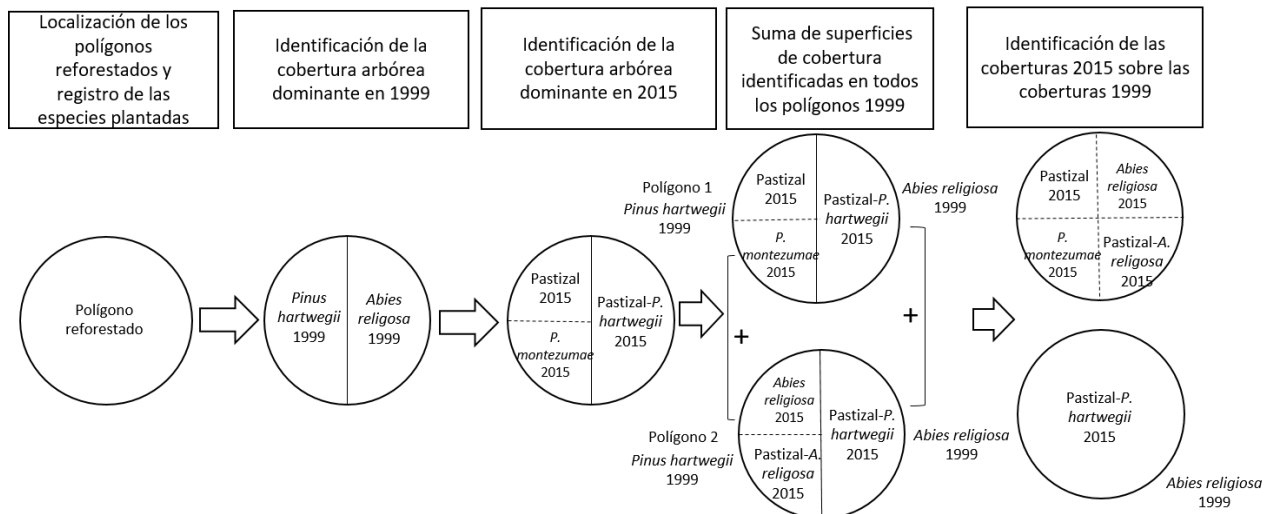 Localización de los
polígonos
reforestados y
registro de las
especies plantadas
Identificación de la
cobertura arbórea
dominante en 1999
Identificación de la
cobertura arbórea
dominante en 2015
Suma de superficies
de cobertura
identificadas en todos
los polígonos 1999
Identificación de las
coberturas 2015 sobre las
coberturas 1999
Polígono
reforestado
Pinus
hartwegii
1999
Abies
religosa
1999
Pastizal
2015
P.
montezumae
2015
Pastizal-P.
hartwegii
2015
Polígono 1
Pinus hartwegii
1999
Pastizal
2015
P.
montezumae
2015
Pastizal-P.
hartwegii
2015
Abies religiosa
1999
+
+
Polígono 2
Pinus hartwegii
1999
Abies
religiosa
2015
Pastizal-A.
religosa
2015
Pastizal-P.
hartwegii
2015
Abies religiosa
1999
Pastizal
2015
Abies
religiosa
2015
P.
montezumae
2015
Pastizal-A.
religosa
2015
Pastizal-P.
hartwegii
2015
Abies religiosa
1999